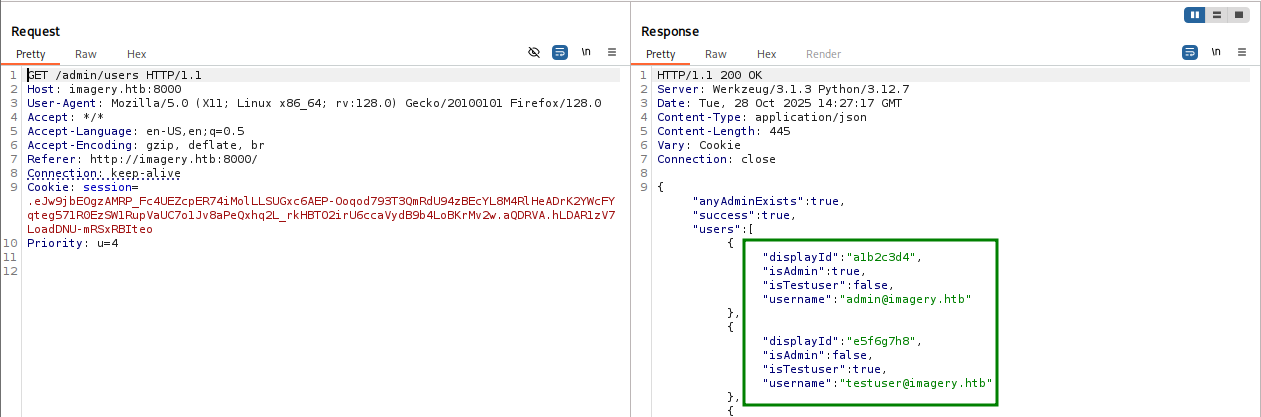 Request
Pretty Raw Hex \n
1 GET /admin/users HTTP/1.1
2 Host: imagery.htb:8000
3 User-Agent: Mozilla/5.0 (X11; Linux x86_64; rv:128.0) Gecko/20100101 Firefox/128.0
4 Accept: */*
5 Accept-Language: en-US,en;q=0.5
6 Accept-Encoding: gzip, deflate, br
7 Referer: http://imagery.htb:8000/
8 Connection: keep-alive
9 Cookie: session=
.eJw9jbEOgzAMRP_Fc4UEZcpER74iMolLLSUGxc6AEP-Ooqod793T3QmRdU94zBEcYL8M4RlHeADrK2YWcFY
qteg571R0EzSW1RupVaUC7o1Jv8aPeQxhq2L_rkHBTO2irU6ccaVydB9b4LoBKrMv2w.aQDRVA.hLDAR1zV7
LoadDNU-mRSxRBIteo
10 Priority: u=4
11
12
Response
Pretty Raw Hex Render \n
1 HTTP/1.1 200 OK
2 Server: Werkzeug/3.1.3 Python/3.12.7
3 Date: Tue, 28 Oct 2025 14:27:17 GMT
4 Content-Type: application/json
5 Content-Length: 445
6 Vary: Cookie
7 Connection: close
8
9 {
"anyAdminExists":true,
"success":true,
"users":[
{
"displayId":"a1b2c3d4",
"isAdmin":true,
"isTestuser":false,
"username":"admin@imagery.htb"
},
{
"displayId":"e5f6g7h8",
"isAdmin":false,
"isTestuser":true,
"username":"testuser@imagery.htb"
},
{